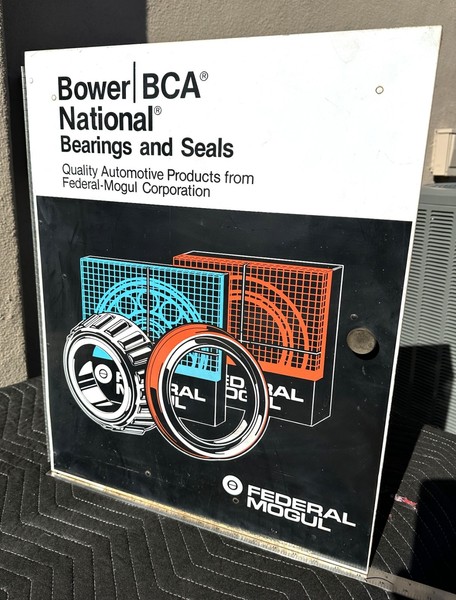 Bower|BCA®
National®
Bearings and Seals
Quality Automotive Products from
Federal-Mogul Corporation
FEDERAL
MOGUL
FEDERAL
MOGUL
FEDERAL
MOGUL